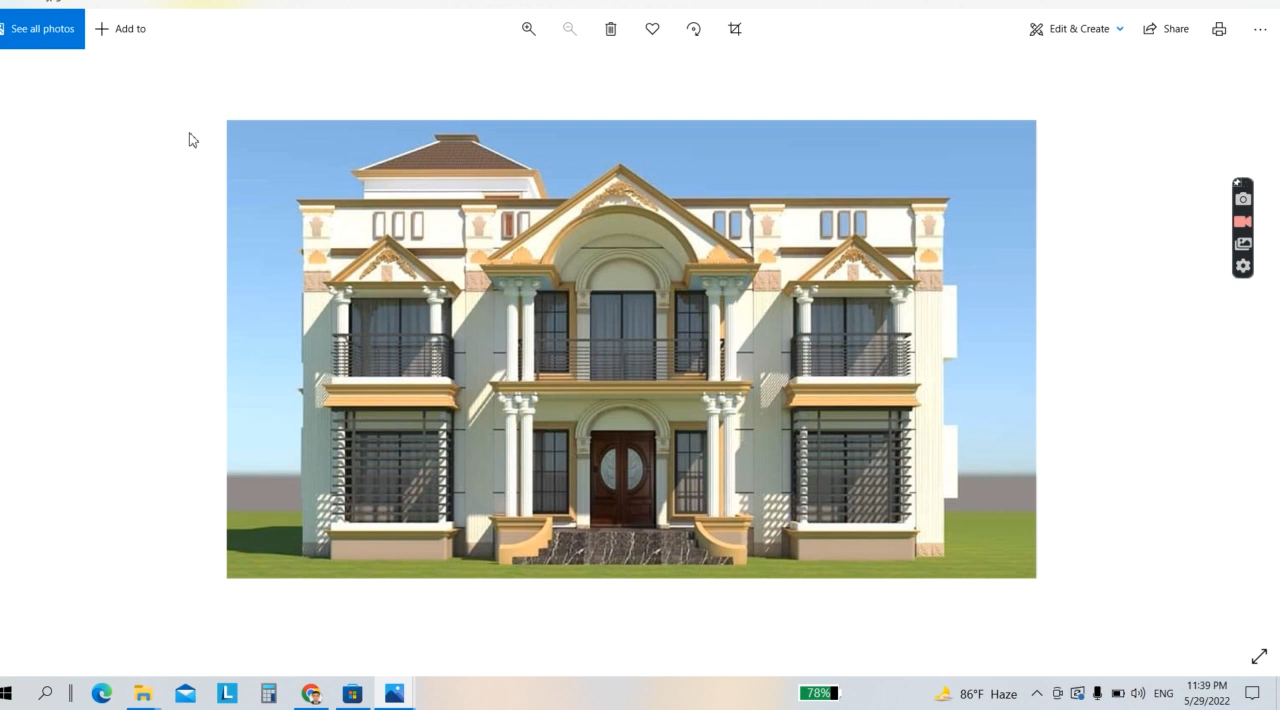 See all photos
Add to
Edit & Create
Share
78%
86°F Haze
ENG
11:39 PM
5/29/2022